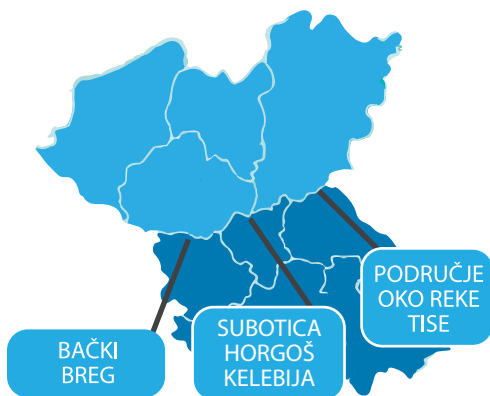 BAČKI
BREG
SUBOTICA
HORGOŠ
KELEBIJA
PODRUČJE
OKO REKE
TISE